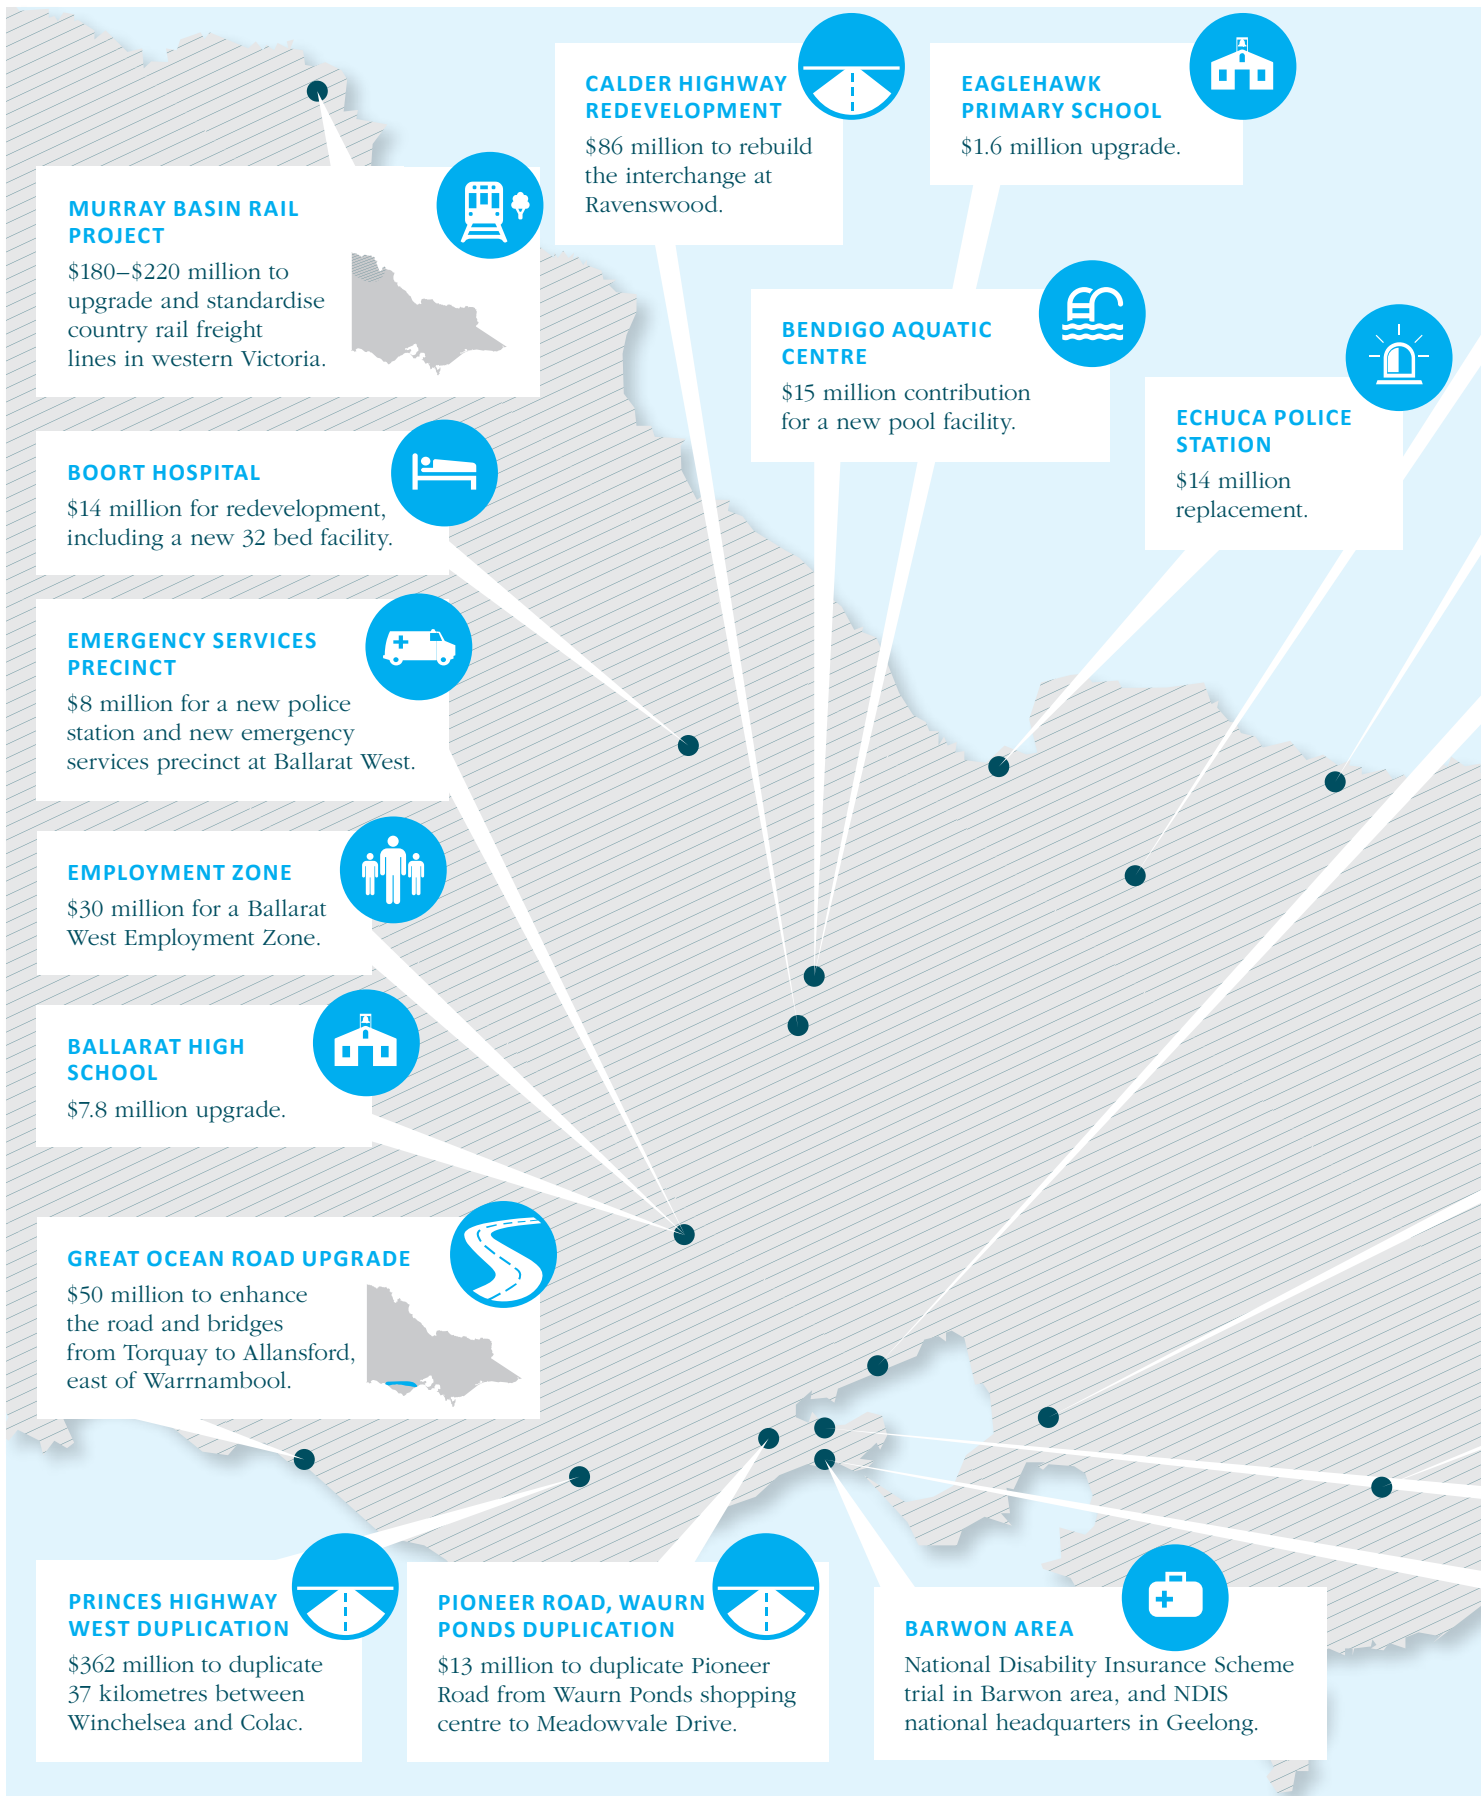 CALDER HIGHWAY
REDEVELOPMENT
$86 million to rebuild
the interchange at
Ravenswood.
EAGLEHAWK
PRIMARY SCHOOL
$1.6 million upgrade.
MURRAY BASIN RAIL
PROJECT
$180–$220 million to
upgrade and standardise
country rail freight
lines in western Victoria.
BENDIGO AQUATIC
CENTRE
$15 million contribution
for a new pool facility.
ECHUCA POLICE
STATION
$14 million
replacement.
BOORT HOSPITAL
$14 million for redevelopment,
including a new 32 bed facility.
EMERGENCY SERVICES
PRECINCT
$8 million for a new police
station and new emergency
services precinct at Ballarat West.
EMPLOYMENT ZONE
$30 million for a Ballarat
West Employment Zone.
BALLARAT HIGH
SCHOOL
$7.8 million upgrade.
GREAT OCEAN ROAD UPGRADE
$50 million to enhance
the road and bridges
from Torquay to Allansford,
east of Warrnambool.
PRINCES HIGHWAY
WEST DUPLICATION
$362 million to duplicate
37 kilometres between
Winchelsea and Colac.
PIONEER ROAD, WAURN
PONDS DUPLICATION
$13 million to duplicate Pioneer
Road from Waurn Ponds shopping
centre to Meadowvale Drive.
BARWON AREA
National Disability Insurance Scheme
trial in Barwon area, and NDIS
national headquarters in Geelong.